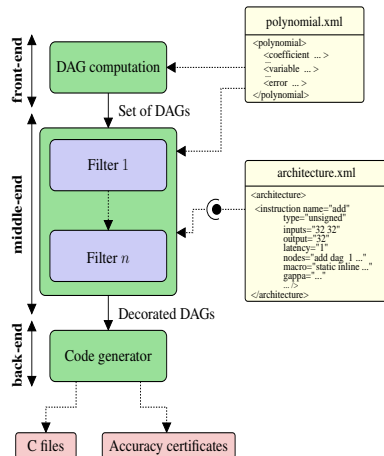 front-end
DAG computation
Set of DAGs
middle-end
Filter 1
Filter n
Decorated DAGs
back-end
Code generator
C files
Accuracy certificates
polynomial.xml
<polynomial>
<coefficient ... >
...
<variable ... >
...
<error ... >
</polynomial>
architecture.xml
<architecture>
<instruction name="add"
type="unsigned"
inputs="32 32"
output="32"
latency="1"
nodes="add dag 1 ..."
macro="static inline ...
gappa="..."
... />
</architecture>